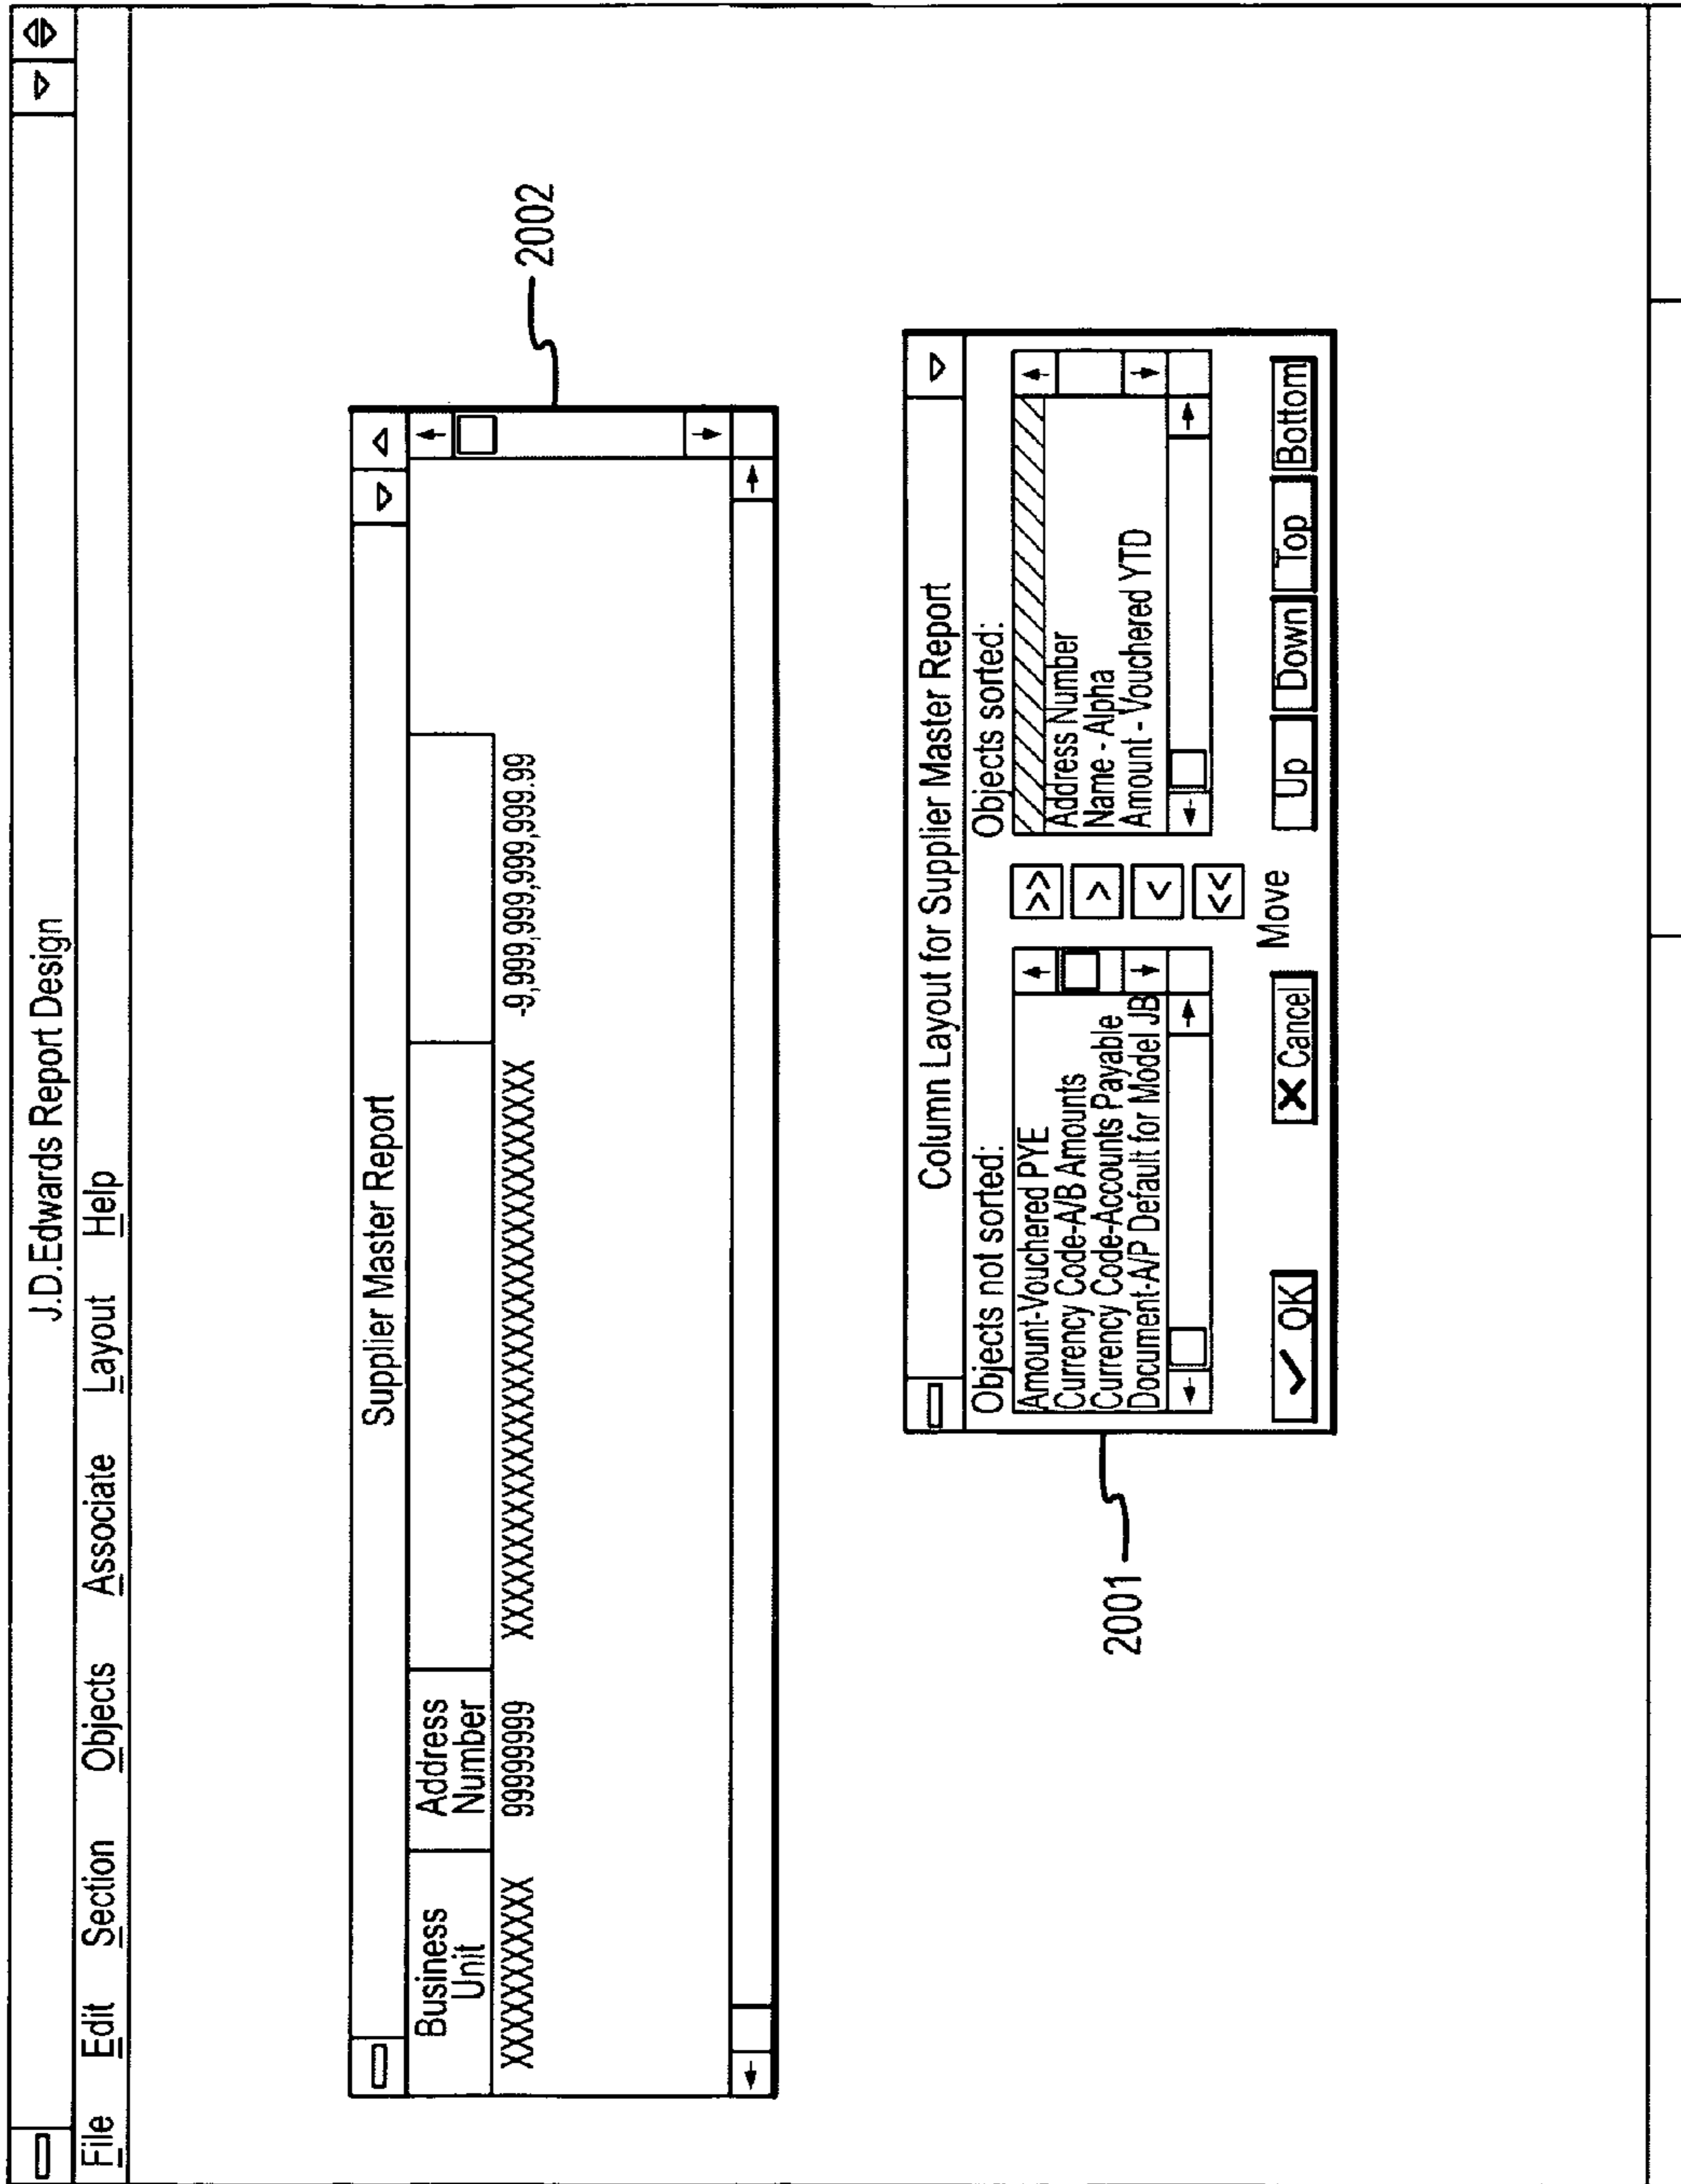 J.D.Edwards Report Design
File Edit Section Objects Associate Layout Help
Supplier Master Report
Business Unit
Address Number
XXXXXXXXXX 99999999 XXXXXXXXXXXXXXXXXXXXXXXXXXXXXXXXXXXXXXXX -9,999,999,999,999.99
2002
Column Layout for Supplier Master Report
Objects not sorted:
Amount-Vouchered PYE
Currency Code-A/B Amounts
Currency Code-Accounts Payable
Document-A/P Default for Model JB
>>
>
<
<<
Objects sorted:
Address Number
Name - Alpha
Amount - Vouchered YTD
Move
OK Cancel Up Down Top Bottom
2001